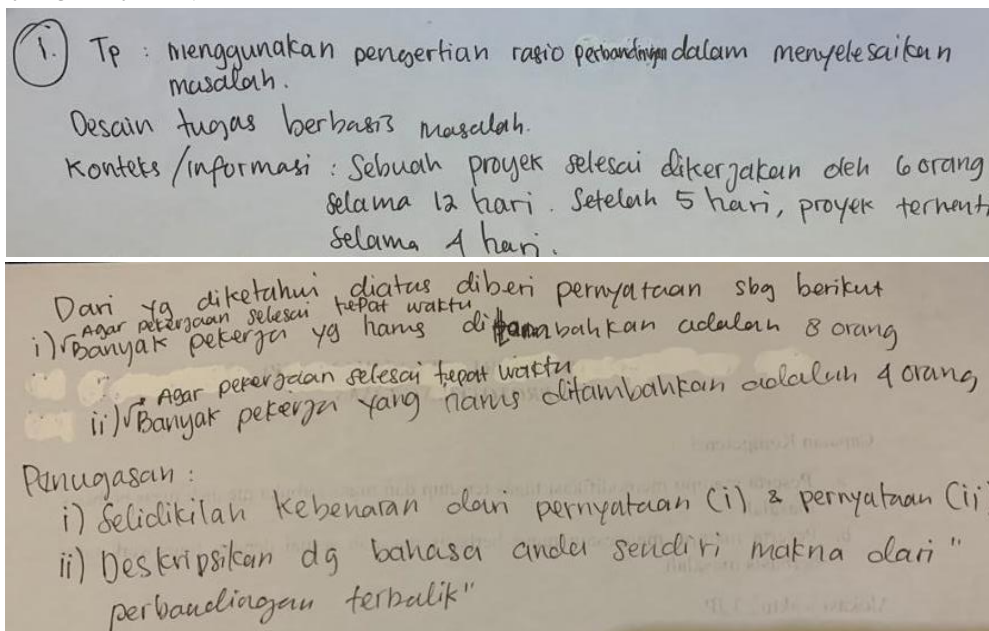 1. Tp : menggunakan pengertian rasio perbandingan dalam menyelesaikan
masalah.
Desain tugas berbasis masalah.
Konteks/informasi : Sebuah proyek selesai dikerjakan oleh 6 orang
selama 12 hari. Setelah 5 hari, proyek terhenti
selama 4 hari.
Dari yg diketahui diatas diberi pernyataan sbg berikut
Agar pekerjaan selesai tepat waktu
i) √Banyak pekerja yg harus ditambahkan adalah 8 orang
Agar pekerjaan selesai tepat waktu
ii) √Banyak pekerja yang harus ditambahkan adalah 4 orang
Penugasan :
i) Selidikilah kebenaran dari pernyataan (i) & pernyataan (ii)
ii) Deskripsikan dg bahasa anda sendiri makna dari "
perbandingan terbalik"